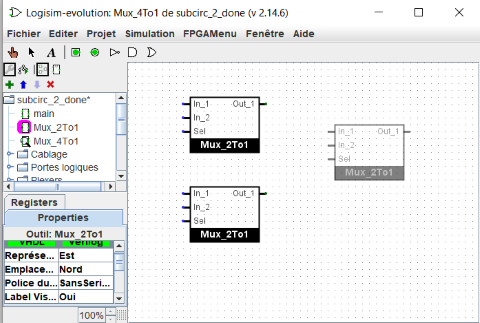 Logisim-evolution: Mux_4To1 de subcirc_2_done (v 2.14.6)
Fichier Editer Projet Simulation FPGAMenu Fenêtre Aide
A
subcirc_2_done*
main
Mux_2To1
Mux_4To1
Cablage
Portes logiques
Plexers
Registers
Properties
Outil: Mux_2To1
VHDL Verilog
Représe... Est
Emplace... Nord
Police du... SansSeri...
Label Vis... Oui
100%
In_1 Out_1
In_2
Sel
Mux_2To1
In_1 Out_1
In_2
Sel
Mux_2To1
In_1 Out_1
In_2
Sel
Mux_2To1